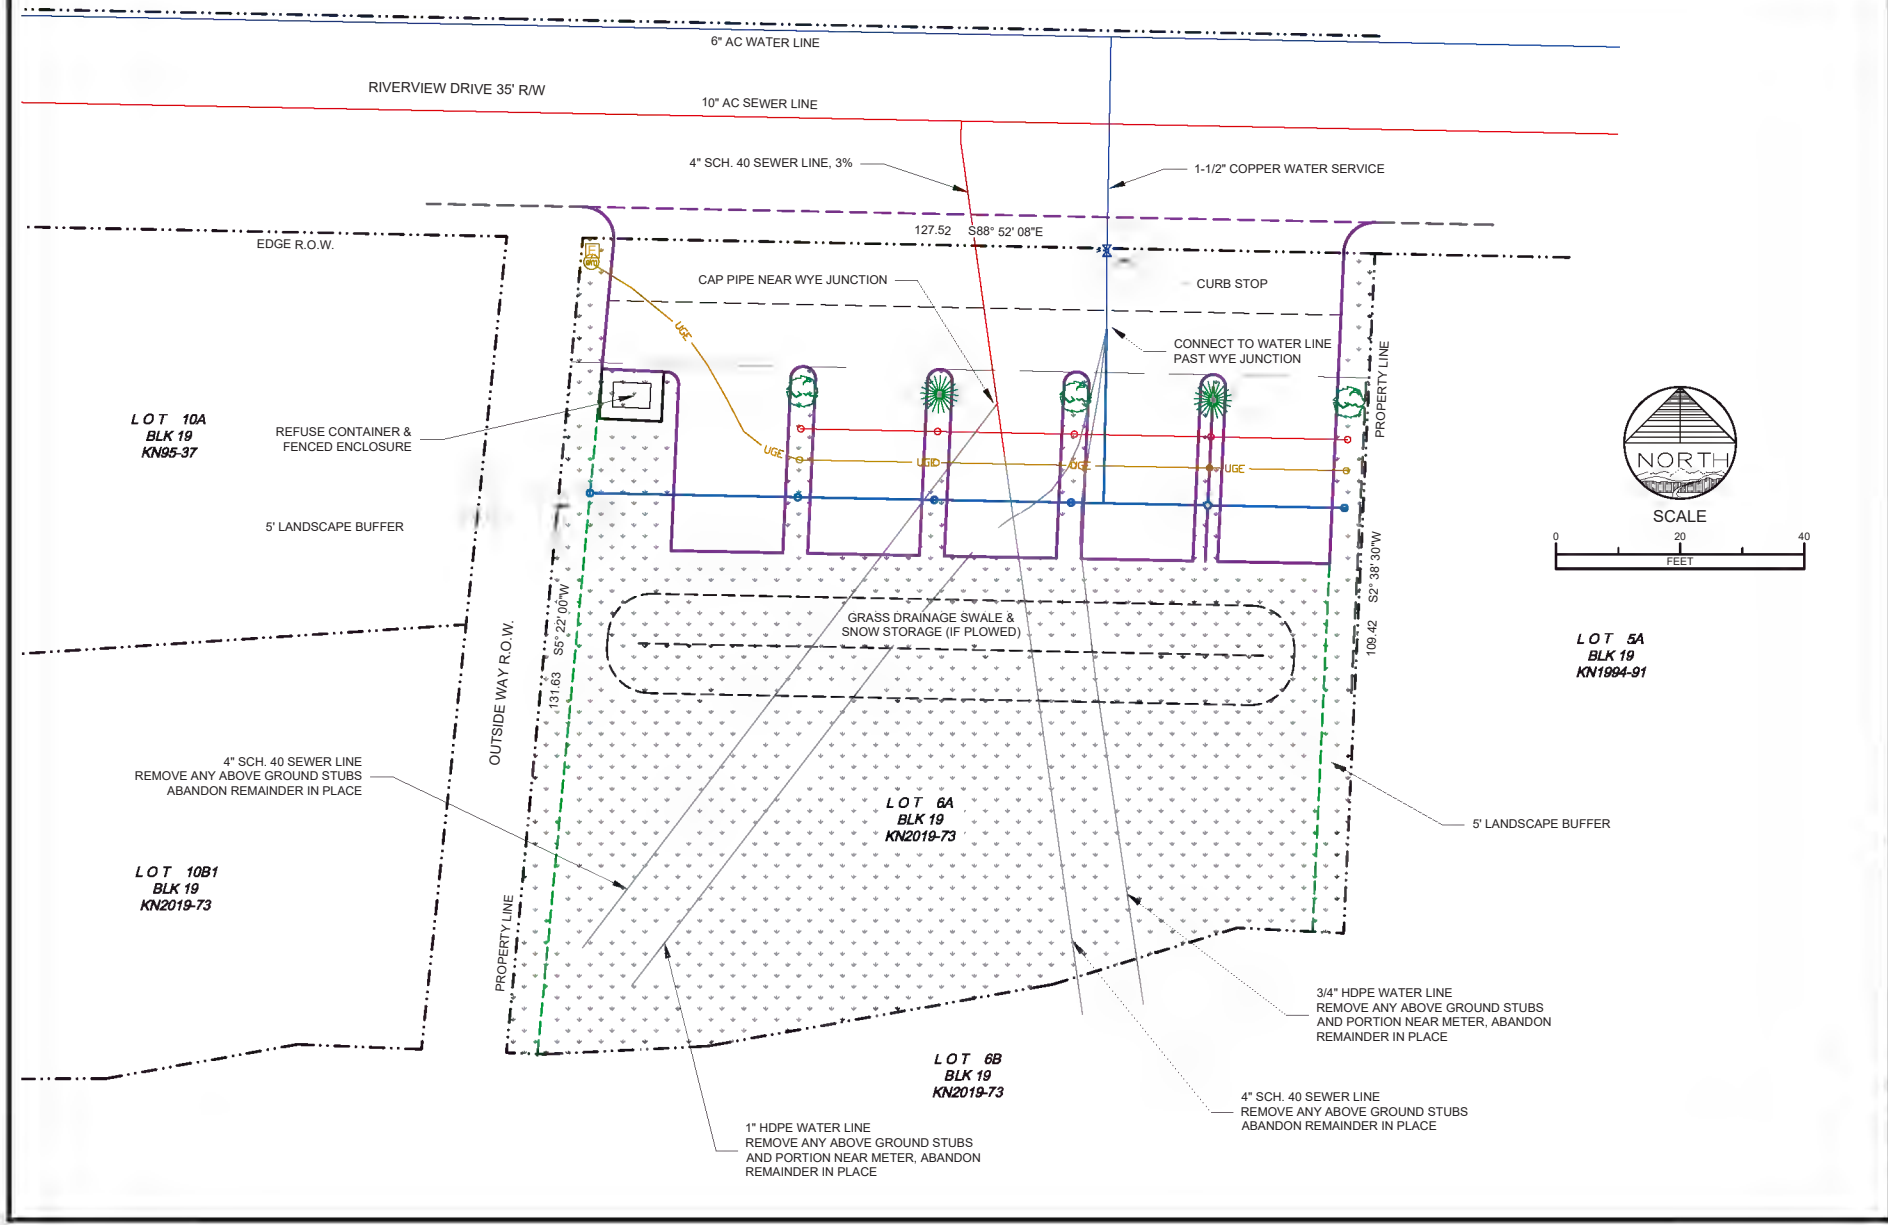 6" AC WATER LINE
RIVERVIEW DRIVE 35' R/W
10" AC SEWER LINE
4" SCH. 40 SEWER LINE, 3%
1-1/2" COPPER WATER SERVICE
127.52 S88° 52' 08"E
EDGE R.O.W.
CAP PIPE NEAR WYE JUNCTION
CURB STOP
CONNECT TO WATER LINE
PAST WYE JUNCTION
UGE
PROPERTY LINE
LOT 10A
BLK 19
KN95-37
REFUSE CONTAINER &
FENCED ENCLOSURE
UGE
UGE
UGE
UGE
NORTH
SCALE
0 20 40
FEET
5' LANDSCAPE BUFFER
S2° 38' 30"W
109.42
S5° 22' 00"W
131.63
OUTSIDE WAY R.O.W.
GRASS DRAINAGE SWALE &
SNOW STORAGE (IF PLOWED)
LOT 5A
BLK 19
KN1994-91
4" SCH. 40 SEWER LINE
REMOVE ANY ABOVE GROUND STUBS
ABANDON REMAINDER IN PLACE
LOT 6A
BLK 19
KN2019-73
5' LANDSCAPE BUFFER
LOT 10B1
BLK 19
KN2019-73
PROPERTY LINE
3/4" HDPE WATER LINE
REMOVE ANY ABOVE GROUND STUBS
AND PORTION NEAR METER, ABANDON
REMAINDER IN PLACE
LOT 6B
BLK 19
KN2019-73
4" SCH. 40 SEWER LINE
REMOVE ANY ABOVE GROUND STUBS
ABANDON REMAINDER IN PLACE
1" HDPE WATER LINE
REMOVE ANY ABOVE GROUND STUBS
AND PORTION NEAR METER, ABANDON
REMAINDER IN PLACE